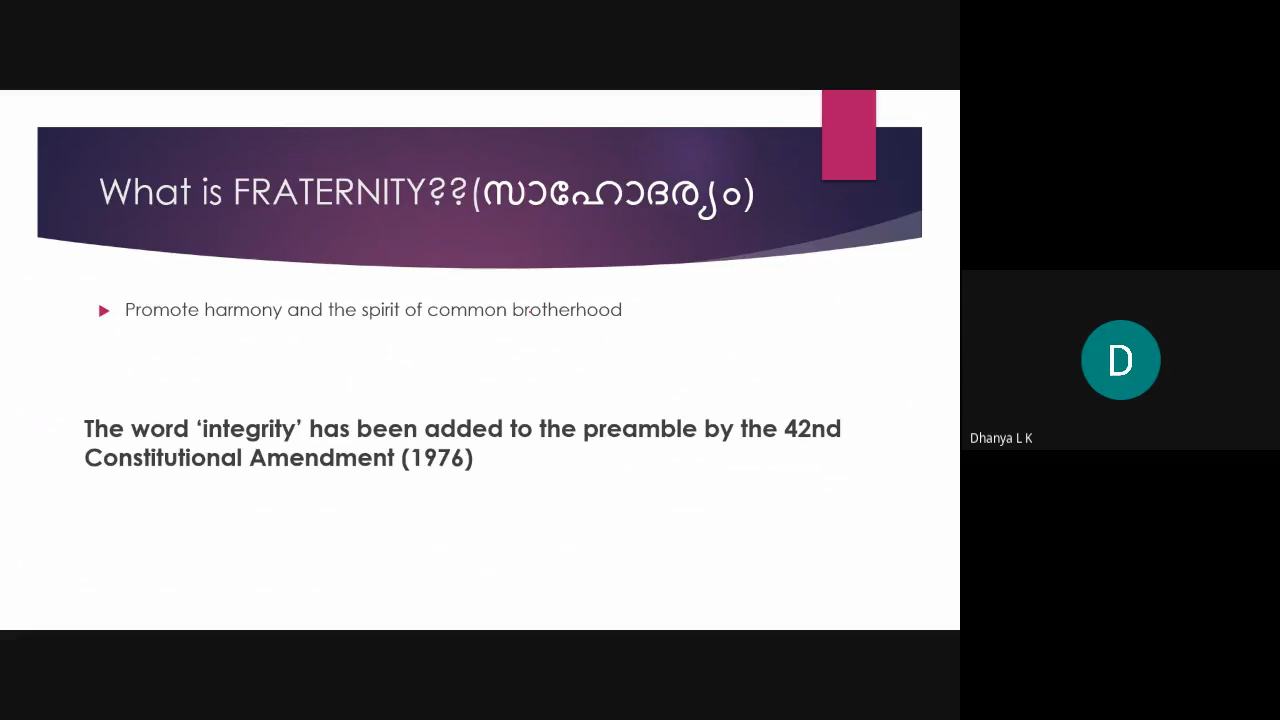 What is FRATERNITY??(സാഹോദര്യം)
Promote harmony and the spirit of common brotherhood
The word ‘integrity’ has been added to the preamble by the 42nd
Constitutional Amendment (1976)
D
Dhanya L K